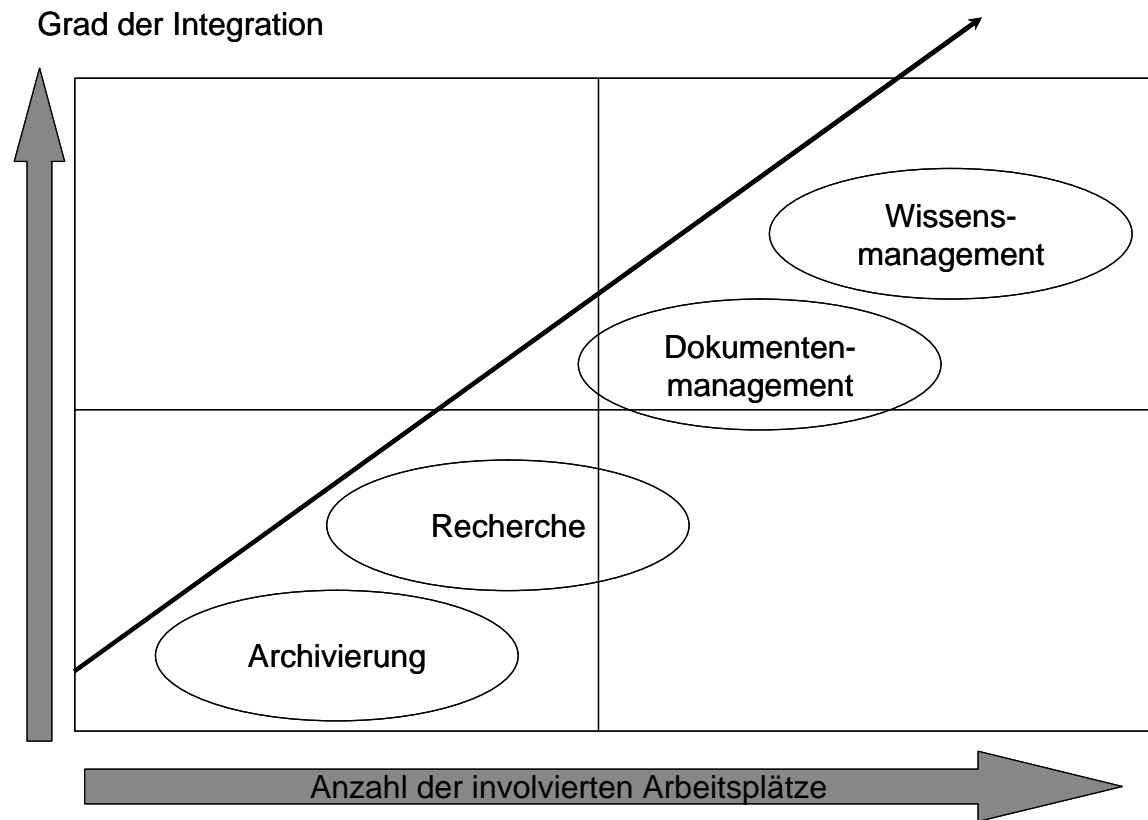 Grad der Integration
Wissens-
management
Dokumenten-
management
Recherche
Archivierung
Anzahl der involvierten Arbeitsplätze